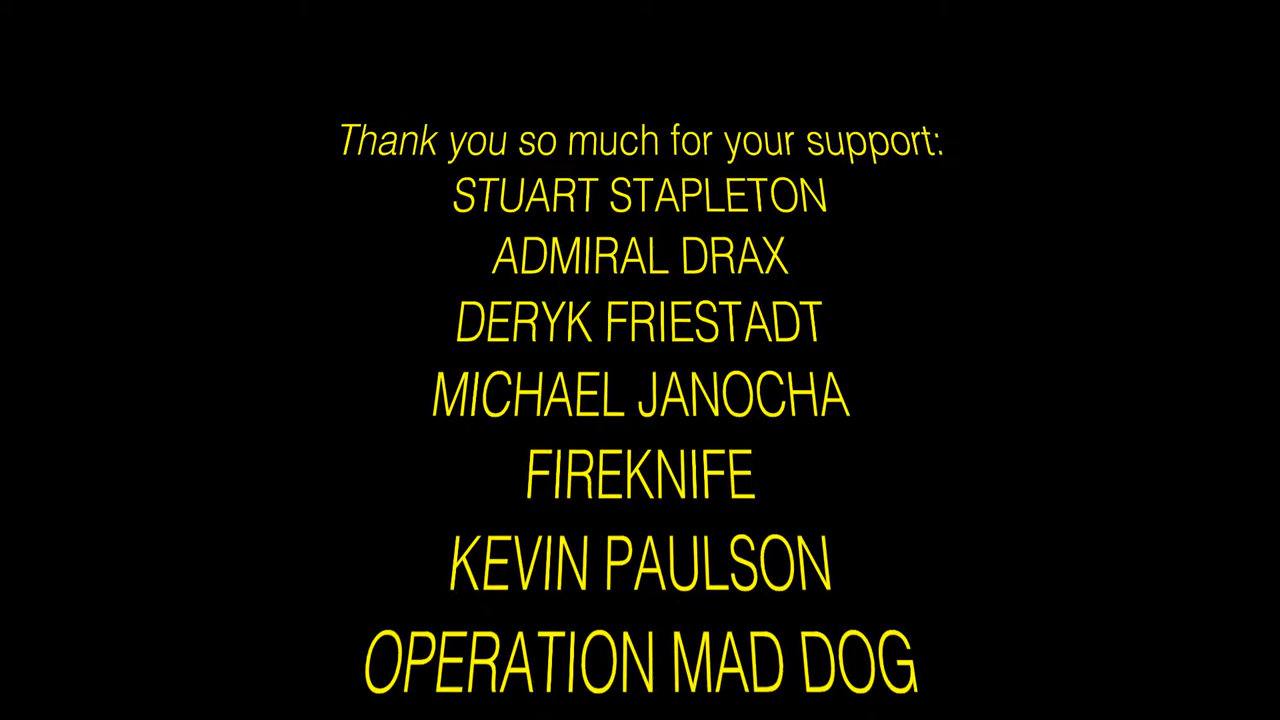 Thank you so much for your support:
STUART STAPLETON
ADMIRAL DRAX
DERYK FRIESTADT
MICHAEL JANOCHA
FIREKNIFE
KEVIN PAULSON
OPERATION MAD DOG